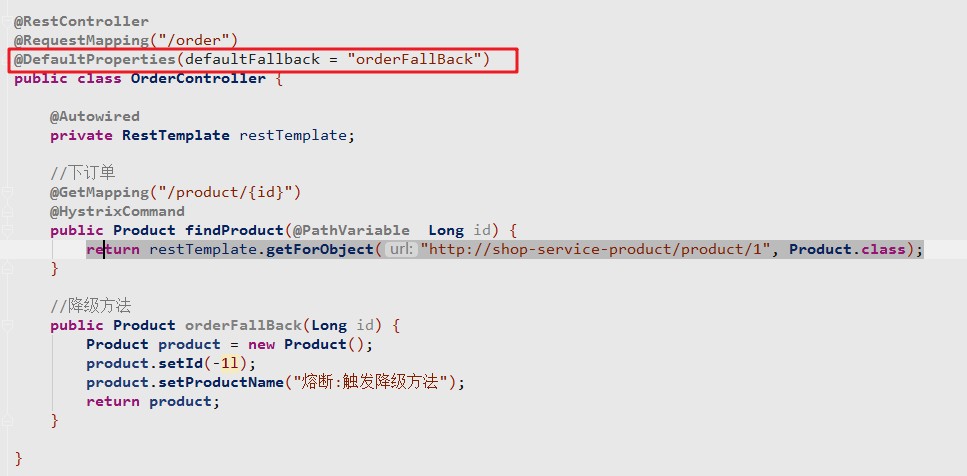 @RestController
@RequestMapping("/order")
@DefaultProperties(defaultFallback = "orderFallBack")
public class OrderController {
@Autowired
private RestTemplate restTemplate;
//下订单
@GetMapping("/product/{id}")
@HystrixCommand
public Product findProduct(@PathVariable  Long id) {
return restTemplate.getForObject( url: "http://shop-service-product/product/1", Product.class);
}
//降级方法
public Product orderFallBack(Long id) {
Product product = new Product();
product.setId(-1l);
product.setProductName("熔断:触发降级方法");
return product;
}
}